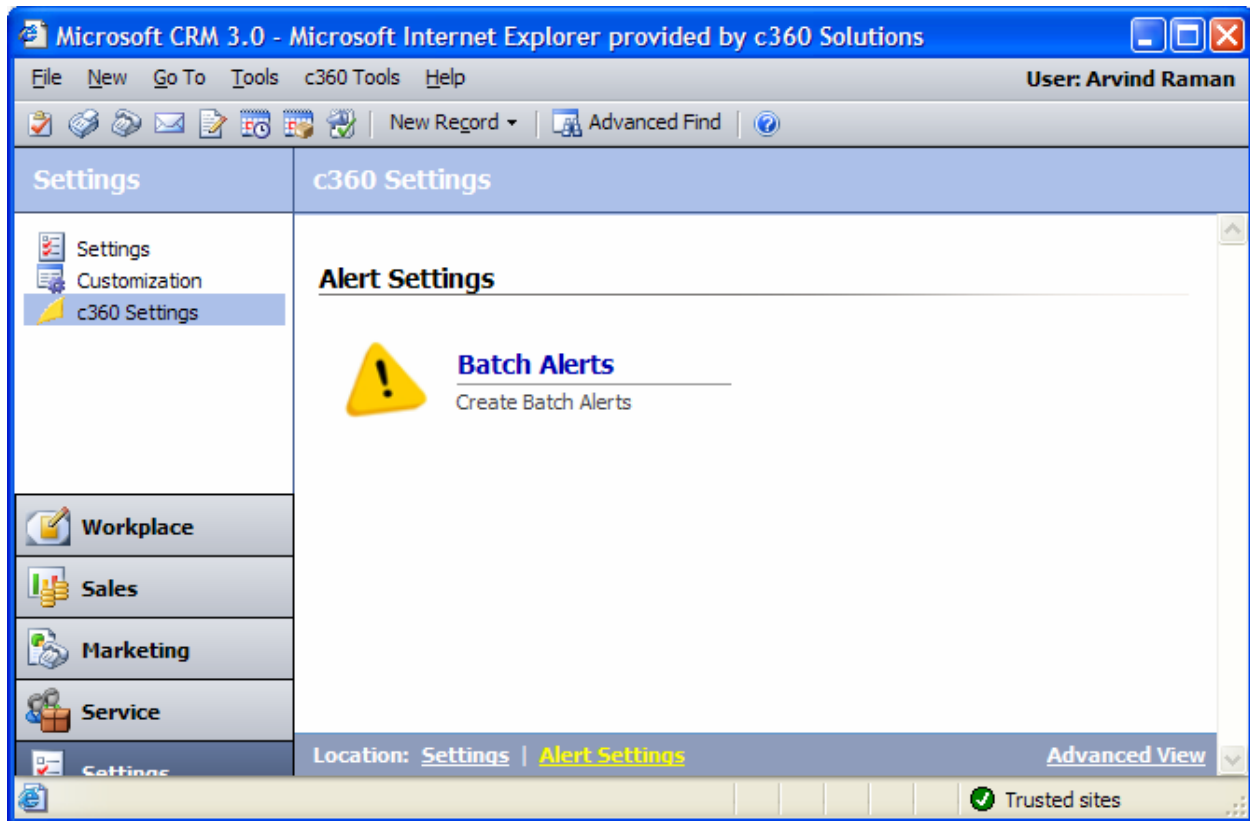 Microsoft CRM 3.0 - Microsoft Internet Explorer provided by c360 Solutions
File New Go To Tools c360 Tools Help User: Arvind Raman
New Record Advanced Find
Settings
c360 Settings
Settings
Customization
c360 Settings
Alert Settings
Batch Alerts
Create Batch Alerts
Workplace
Sales
Marketing
Service
Settings
Location: Settings | Alert Settings Advanced View
Trusted sites